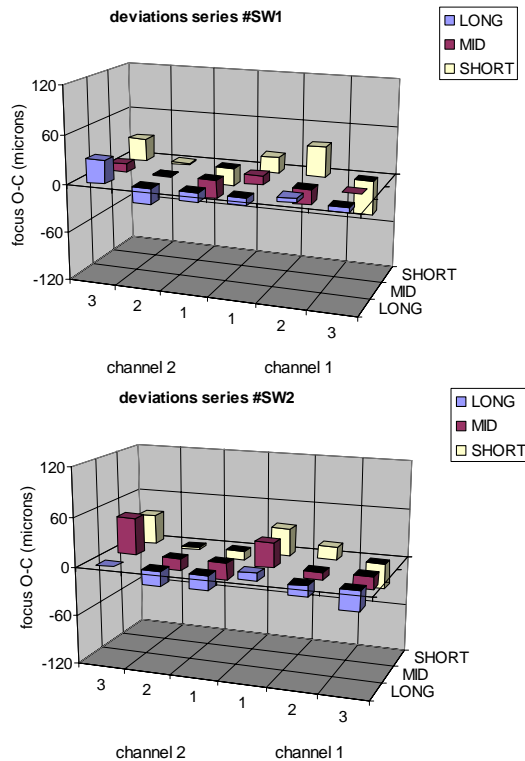 deviations series #SW1
LONG
MID
SHORT
focus O-C (microns)
120
60
0
-60
-120
3
2
1
1
2
3
SHORT
MID
LONG
channel 2
channel 1
deviations series #SW2
LONG
MID
SHORT
focus O-C (microns)
120
60
0
-60
-120
3
2
1
1
2
3
SHORT
MID
LONG
channel 2
channel 1